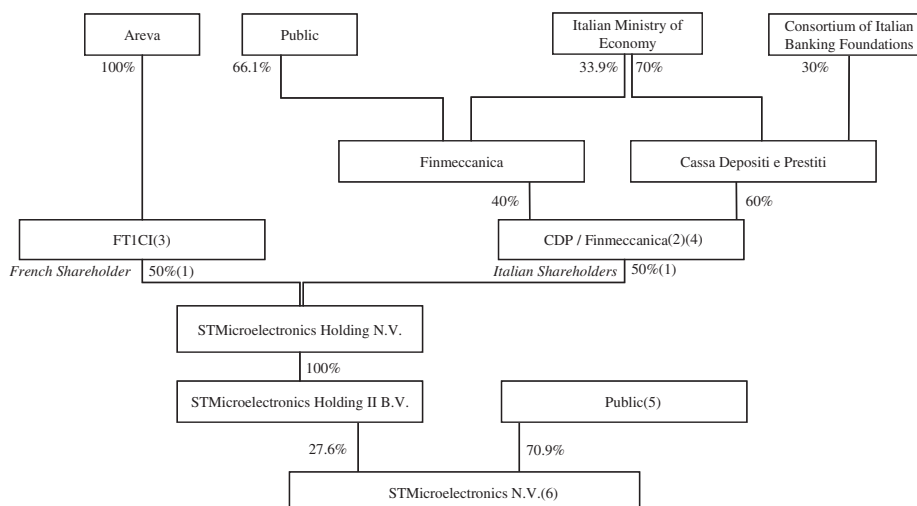 Areva
Public
Italian Ministry of
Economy
Consortium of Italian
Banking Foundations
100%
66.1%
33.9%
70%
30%
Finmeccanica
Cassa Depositi e Prestiti
40%
60%
FT1CI(3)
CDP / Finmeccanica(2)(4)
French Shareholder
50%(1)
Italian Shareholders
50%(1)
STMicroelectronics Holding N.V.
100%
STMicroelectronics Holding II B.V.
Public(5)
27.6%
70.9%
STMicroelectronics N.V.(6)